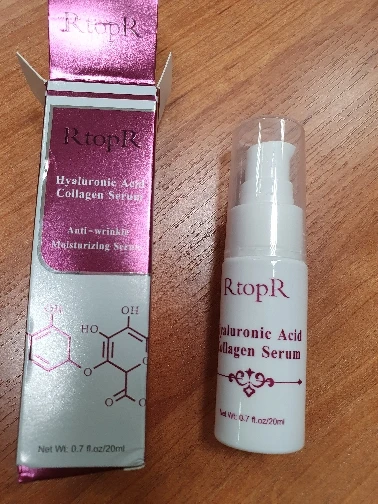 RtopR
RtopR
Hyaluronic Acid
Collagen Serum
Anti-wrinkle
Moisturizing Serum
OH
HO
O
O
Net Wt: 0.7 fl.oz/20ml
RtopR
yaluronic Acid
ollagen Serum
Net Wt: 0.7 fl.oz/20ml